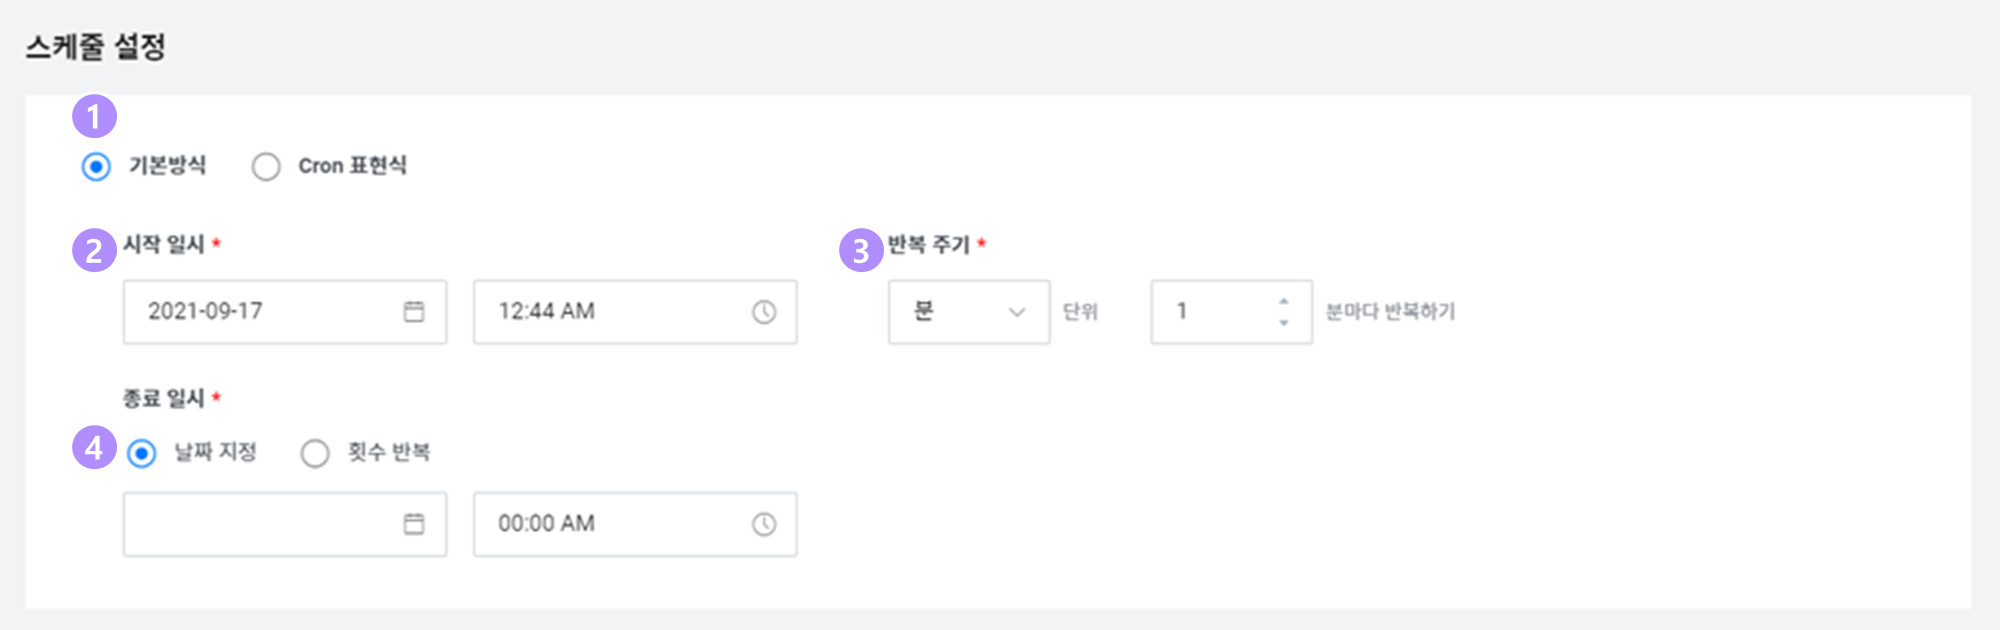 스케줄 설정
1
기본방식 Cron 표현식
2 시작 일시 * 3 반복 주기 *
2021-09-17 12:44 AM 분 단위 1 분마다 반복하기
종료 일시 *
4 날짜 지정 횟수 반복
00:00 AM